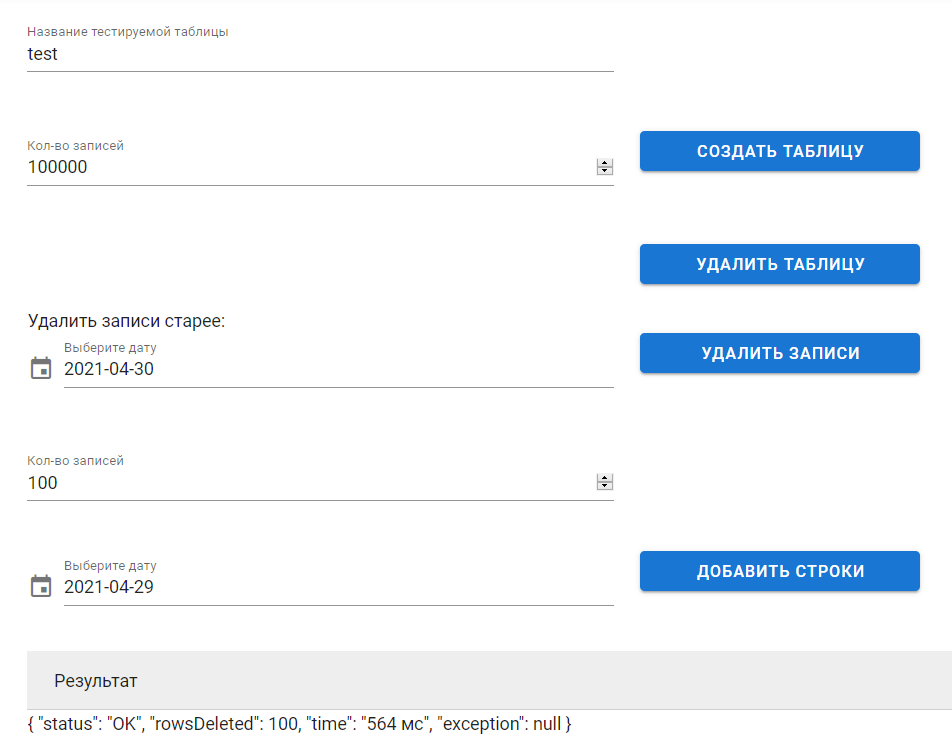 Название тестируемой таблицы
test
Кол-во записей
100000
СОЗДАТЬ ТАБЛИЦУ
УДАЛИТЬ ТАБЛИЦУ
Удалить записи старее:
Выберите дату
2021-04-30
УДАЛИТЬ ЗАПИСИ
Кол-во записей
100
Выберите дату
2021-04-29
ДОБАВИТЬ СТРОКИ
Результат
{ "status": "OK", "rowsDeleted": 100, "time": "564 мс", "exception": null }